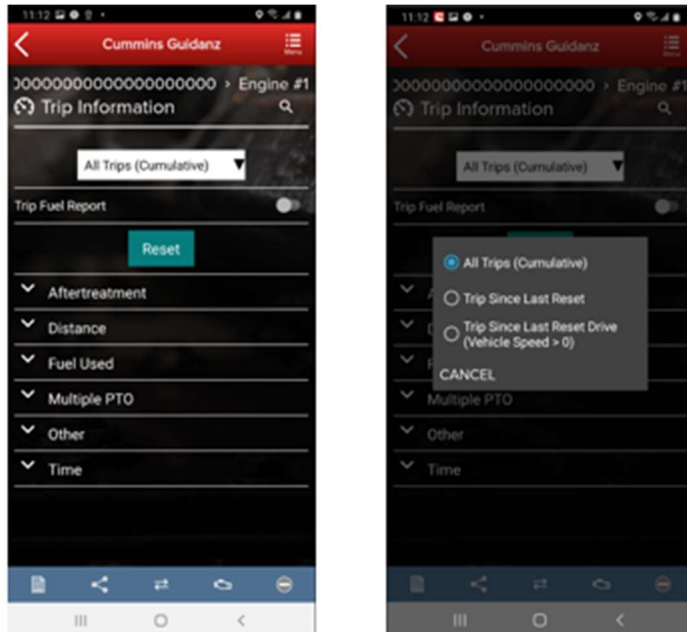 11:12
Cummins Guidanz
Menu
000000000000000000000 > Engine #1
Trip Information
All Trips (Cumulative)
Trip Fuel Report
Reset
Aftertreatment
Distance
Fuel Used
Multiple PTO
Other
Time
11:12
Cummins Guidanz
Menu
000000000000000000000 > Engine #1
Trip Information
All Trips (Cumulative)
Trip Fuel Report
All Trips (Cumulative)
Trip Since Last Reset
Trip Since Last Reset Drive
(Vehicle Speed > 0)
CANCEL
Multiple PTO
Other
Time